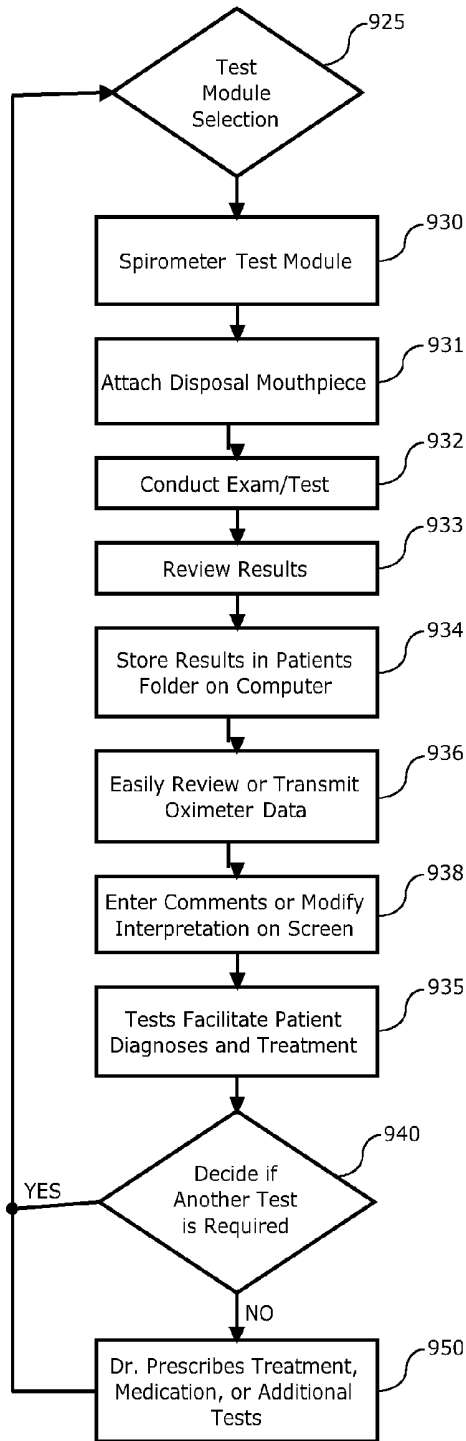 925
Test
Module
Selection
930
Spirometer Test Module
931
Attach Disposal Mouthpiece
932
Conduct Exam/Test
933
Review Results
934
Store Results in Patients
Folder on Computer
936
Easily Review or Transmit
Oximeter Data
938
Enter Comments or Modify
Interpretation on Screen
935
Tests Facilitate Patient
Diagnoses and Treatment
940
Decide if
Another Test
is Required
YES
NO
950
Dr. Prescribes Treatment,
Medication, or Additional
Tests